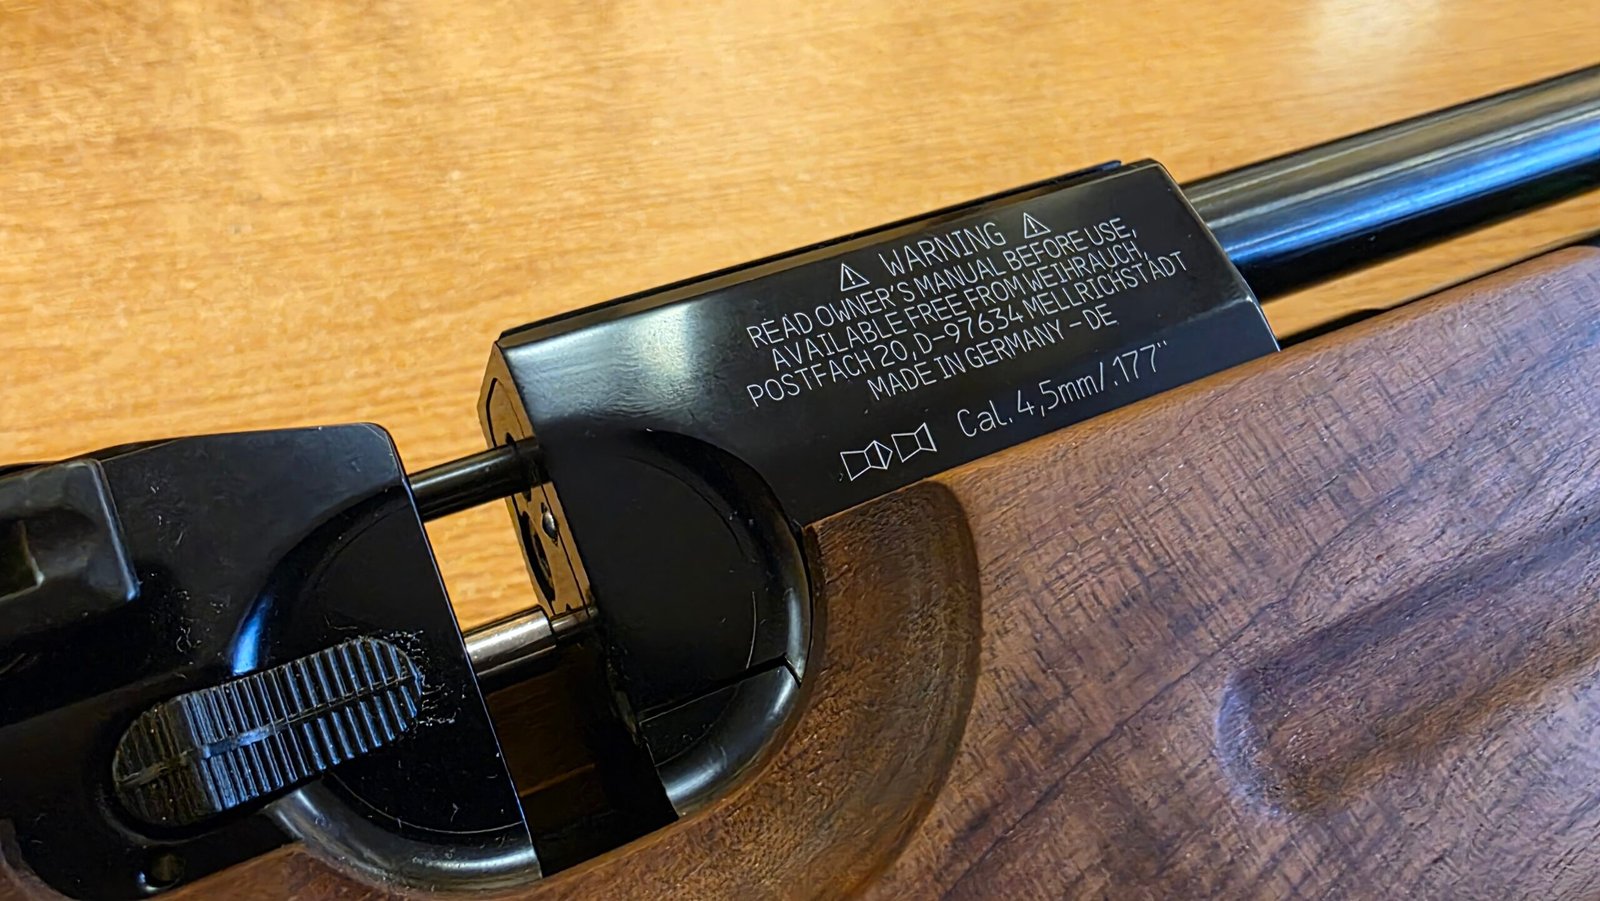 ⚠ WARNING ⚠
READ OWNER'S MANUAL BEFORE USE,
AVAILABLE FREE FROM WEIHRAUCH,
POSTFACH 20, D-97634 MELLRICHSTADT
MADE IN GERMANY - DE
Cal. 4,5mm/.177"